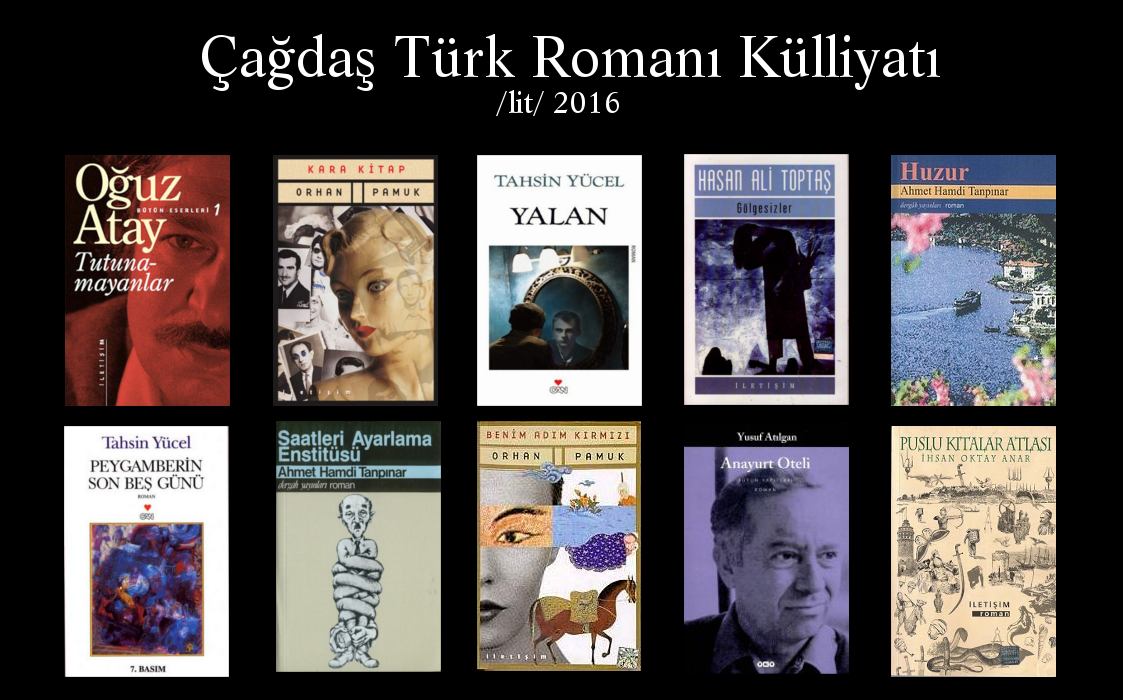 Çağdaş Türk Romanı Külliyatı
/lit/ 2016
Oğuz
Atay
BÜTÜN ESERLERİ 1
Tutuna-
mayanlar
İLETİŞİM
KARA KİTAP
ORHAN PAMUK
iletişim
TAHSİN YÜCEL
YALAN
ROMAN
CAN
HASAN ALİ TOPTAŞ
Gölgesizler
İLETİŞİM
Huzur
Ahmet Hamdi Tanpınar
dergâh yayınları roman
Tahsin Yücel
PEYGAMBERİN
SON BEŞ GÜNÜ
ROMAN
CAN
7. BASIM
Saatleri Ayarlama
Enstitüsü
Ahmet Hamdi Tanpınar
dergâh yayınları roman
BENİM ADIM KIRMIZI
ORHAN PAMUK
iletişim
Yusuf Atılgan
Anayurt Oteli
BÜTÜN YAPITLARI
ROMAN
PUSLU KITALAR ATLASI
İHSAN OKTAY ANAR
İLETİŞİM
roman